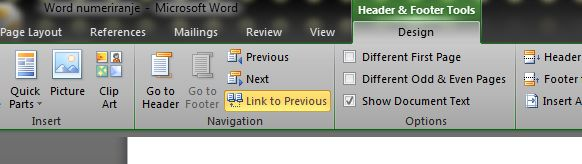 Word numeriranje - Microsoft Word
Header & Footer Tools
Page Layout References Mailings Review View Design
Quick Parts
Picture
Clip Art
Insert
Go to Header
Go to Footer
Previous
Next
Link to Previous
Navigation
Different First Page
Different Odd & Even Pages
Show Document Text
Options
Header
Footer
Insert A